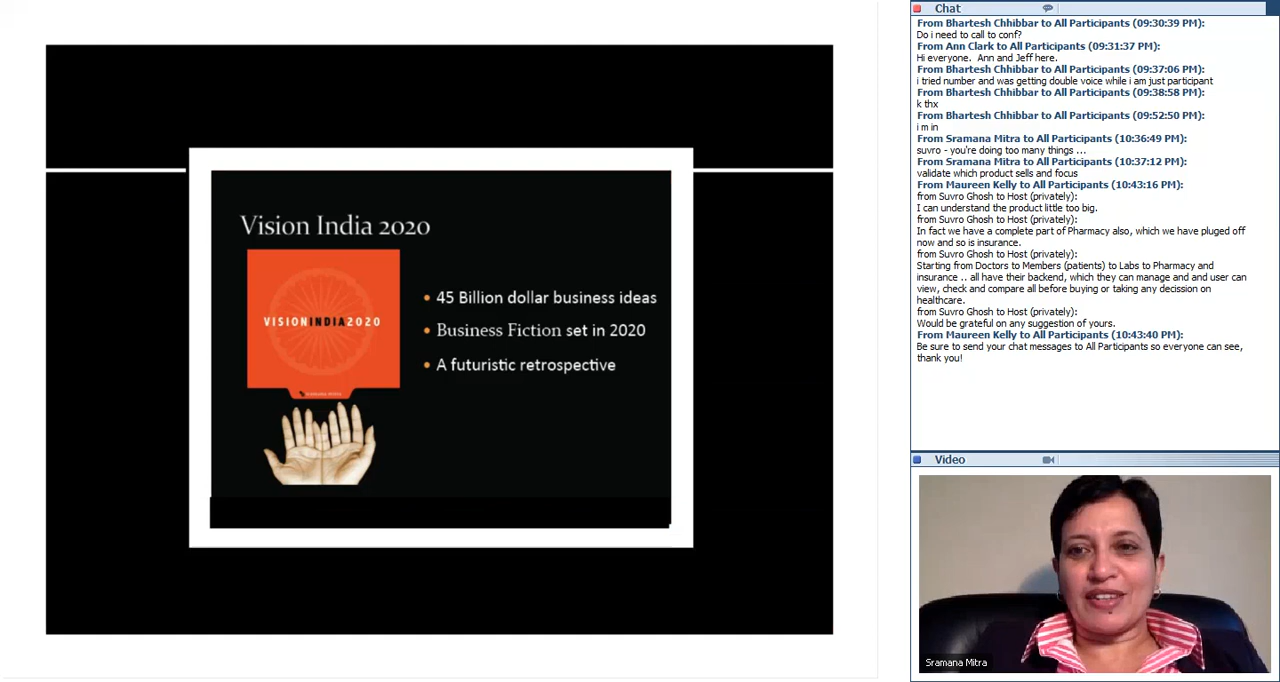 Vision India 2020
VISIONINDIA2020
SRAMANA MITRA
• 45 Billion dollar business ideas
• Business Fiction set in 2020
• A futuristic retrospective
Chat
From Bhartesh Chhibbar to All Participants (09:30:39 PM):
Do i need to call to conf?
From Ann Clark to All Participants (09:31:37 PM):
Hi everyone.  Ann and Jeff here.
From Bhartesh Chhibbar to All Participants (09:37:06 PM):
i tried number and was getting double voice while i am just participant
From Bhartesh Chhibbar to All Participants (09:38:58 PM):
k thx
From Bhartesh Chhibbar to All Participants (09:52:50 PM):
i m in
From Sramana Mitra to All Participants (10:36:49 PM):
suvro - you're doing too many things ...
From Sramana Mitra to All Participants (10:37:12 PM):
validate which product sells and focus
From Maureen Kelly to All Participants (10:43:16 PM):
from Suvro Ghosh to Host (privately):
I can understand the product little too big.
from Suvro Ghosh to Host (privately):
In fact we have a complete part of Pharmacy also, which we have pluged off
now and so is insurance.
from Suvro Ghosh to Host (privately):
Starting from Doctors to Members (patients) to Labs to Pharmacy and
insurance .. all have their backend, which they can manage and and user can
view, check and compare all before buying or taking any decission on
healthcare.
from Suvro Ghosh to Host (privately):
Would be grateful on any suggestion of yours.
From Maureen Kelly to All Participants (10:43:40 PM):
Be sure to send your chat messages to All Participants so everyone can see,
thank you!
Video
Sramana Mitra